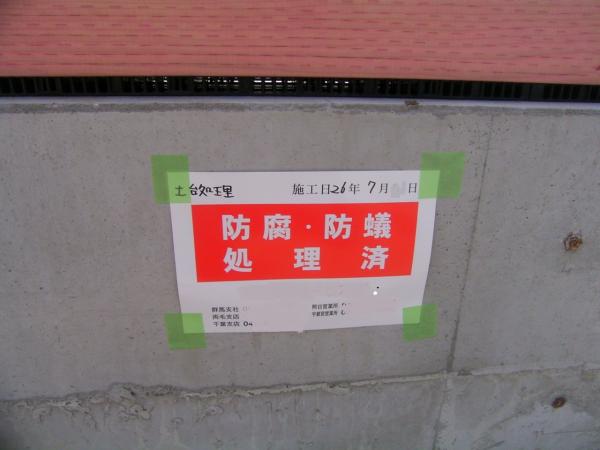 土台処理 施工日26年 7月 日
防腐・防蟻
処理済
群馬支社
両毛支店
千葉支店 04